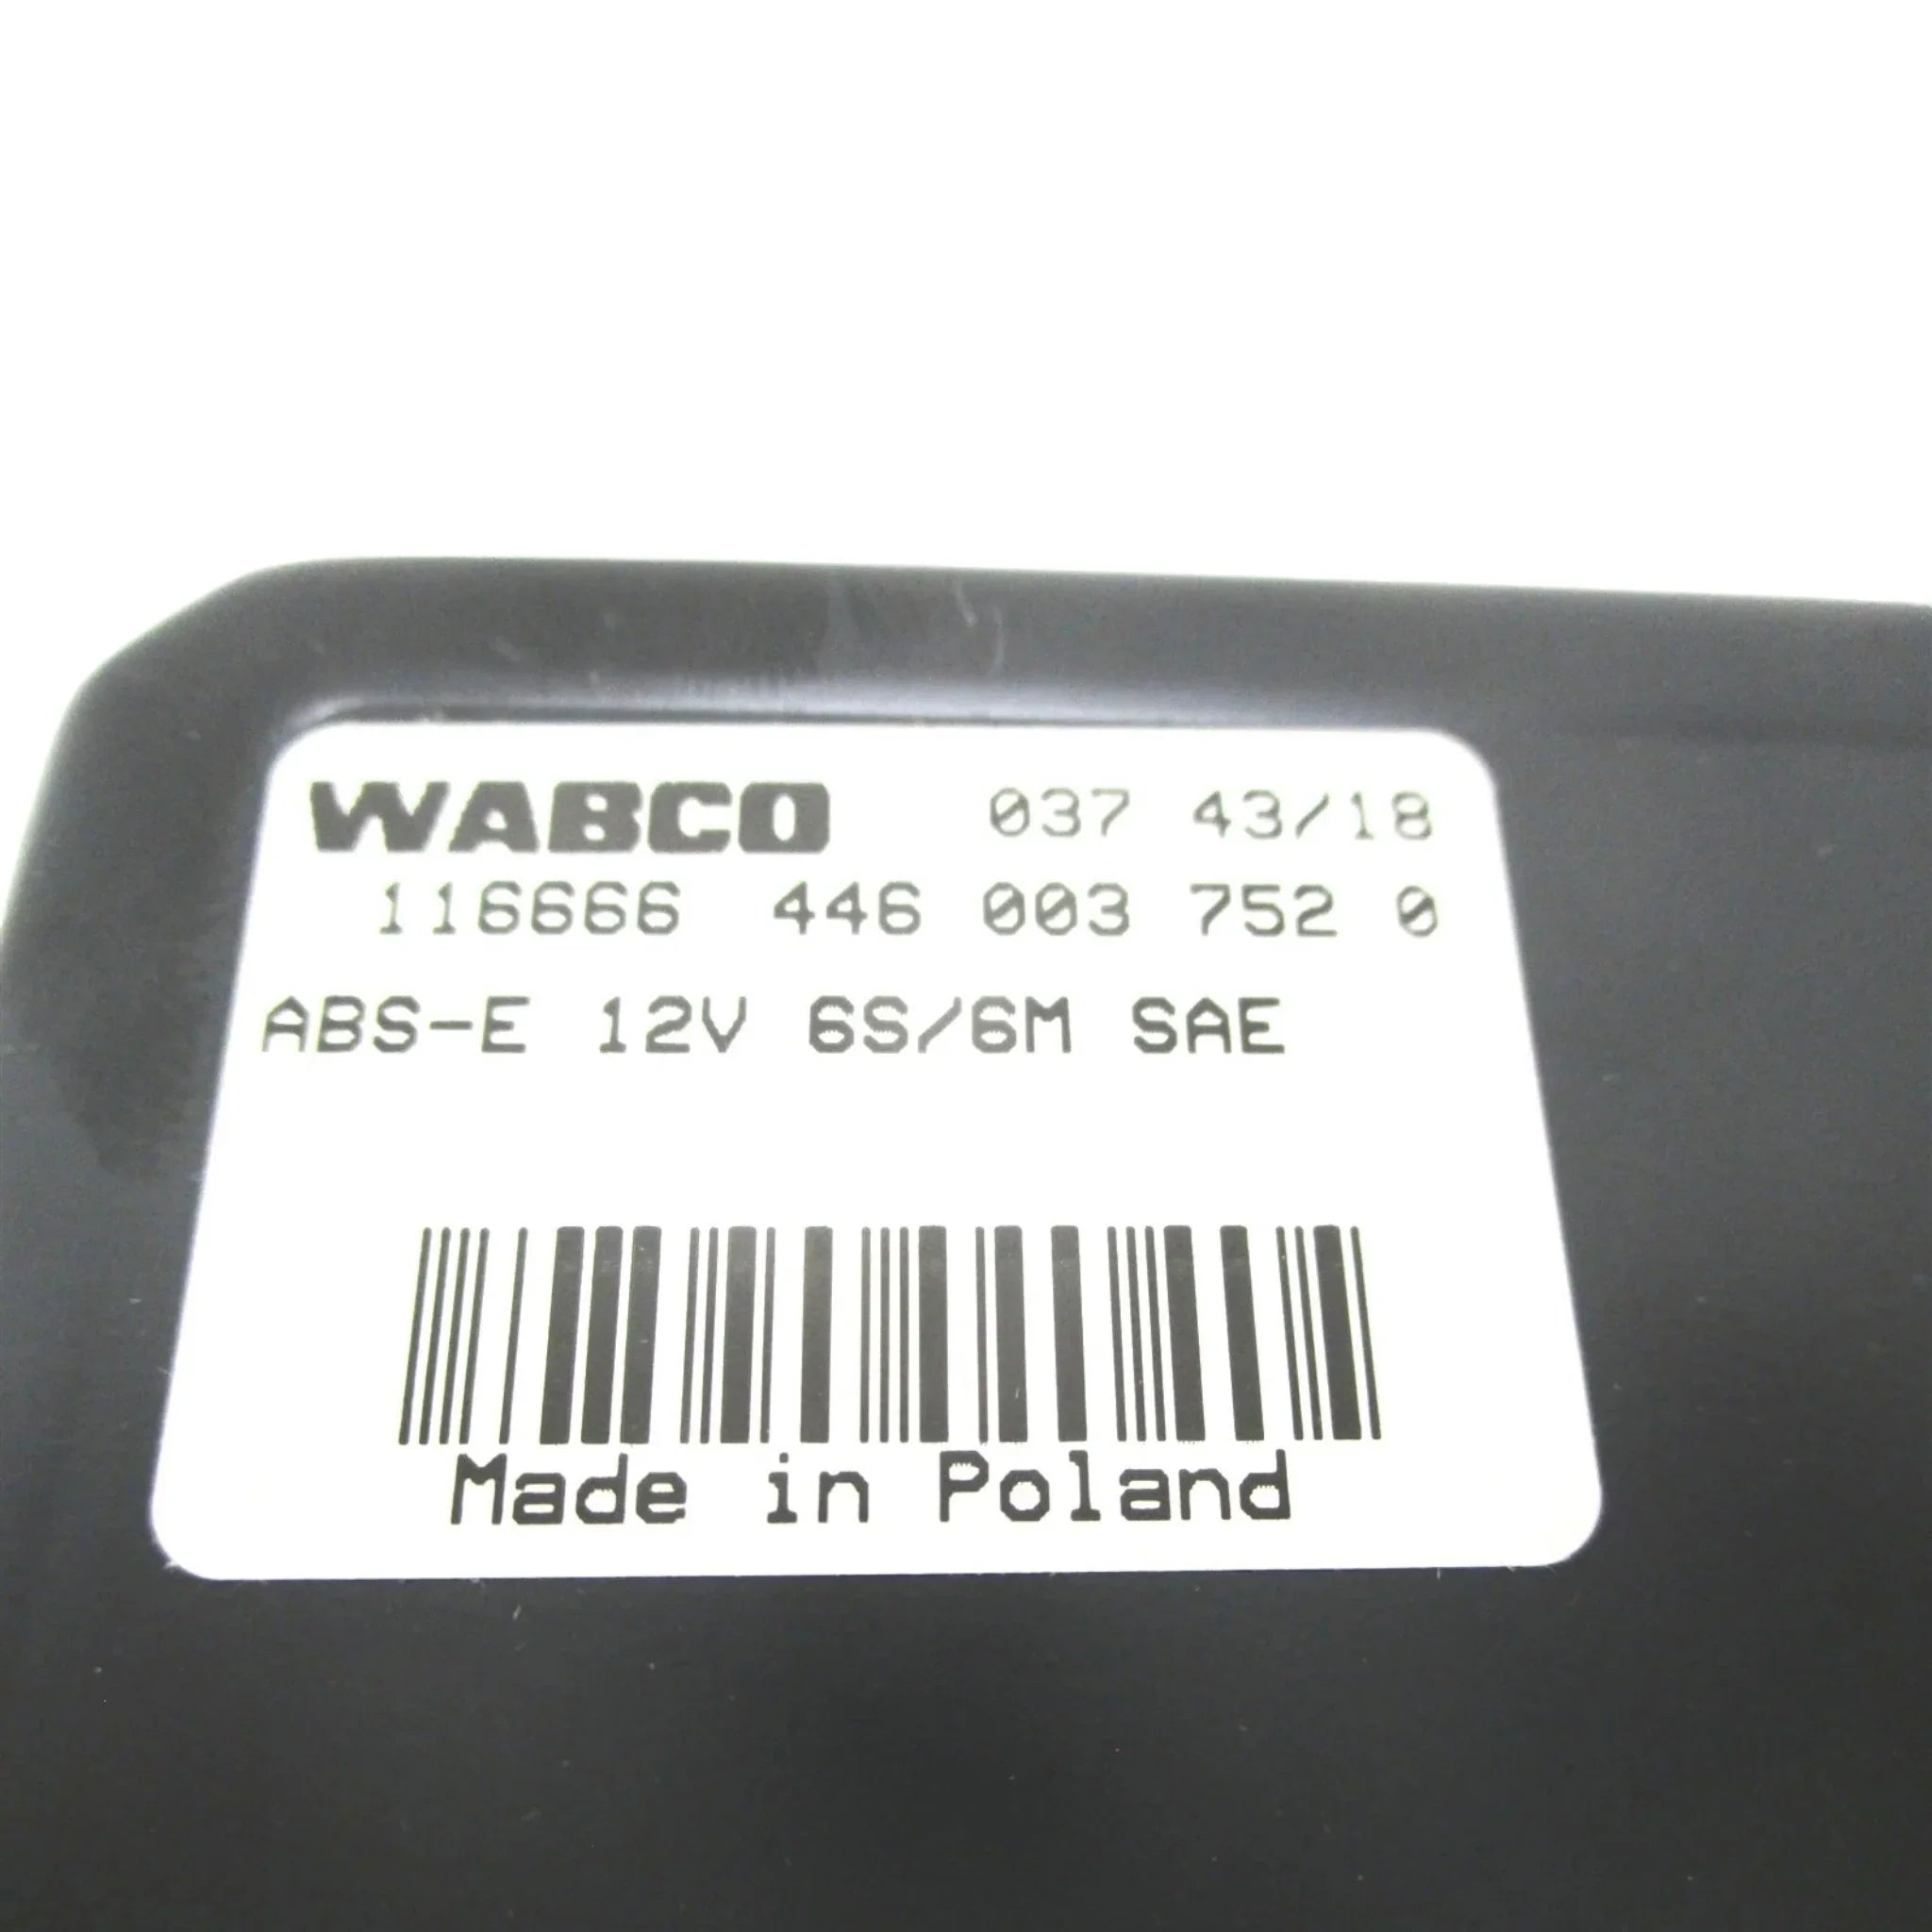 WABCO 037 43/18
116666 446 003 752 0
ABS-E 12V 6S/6M SAE
Made in Poland